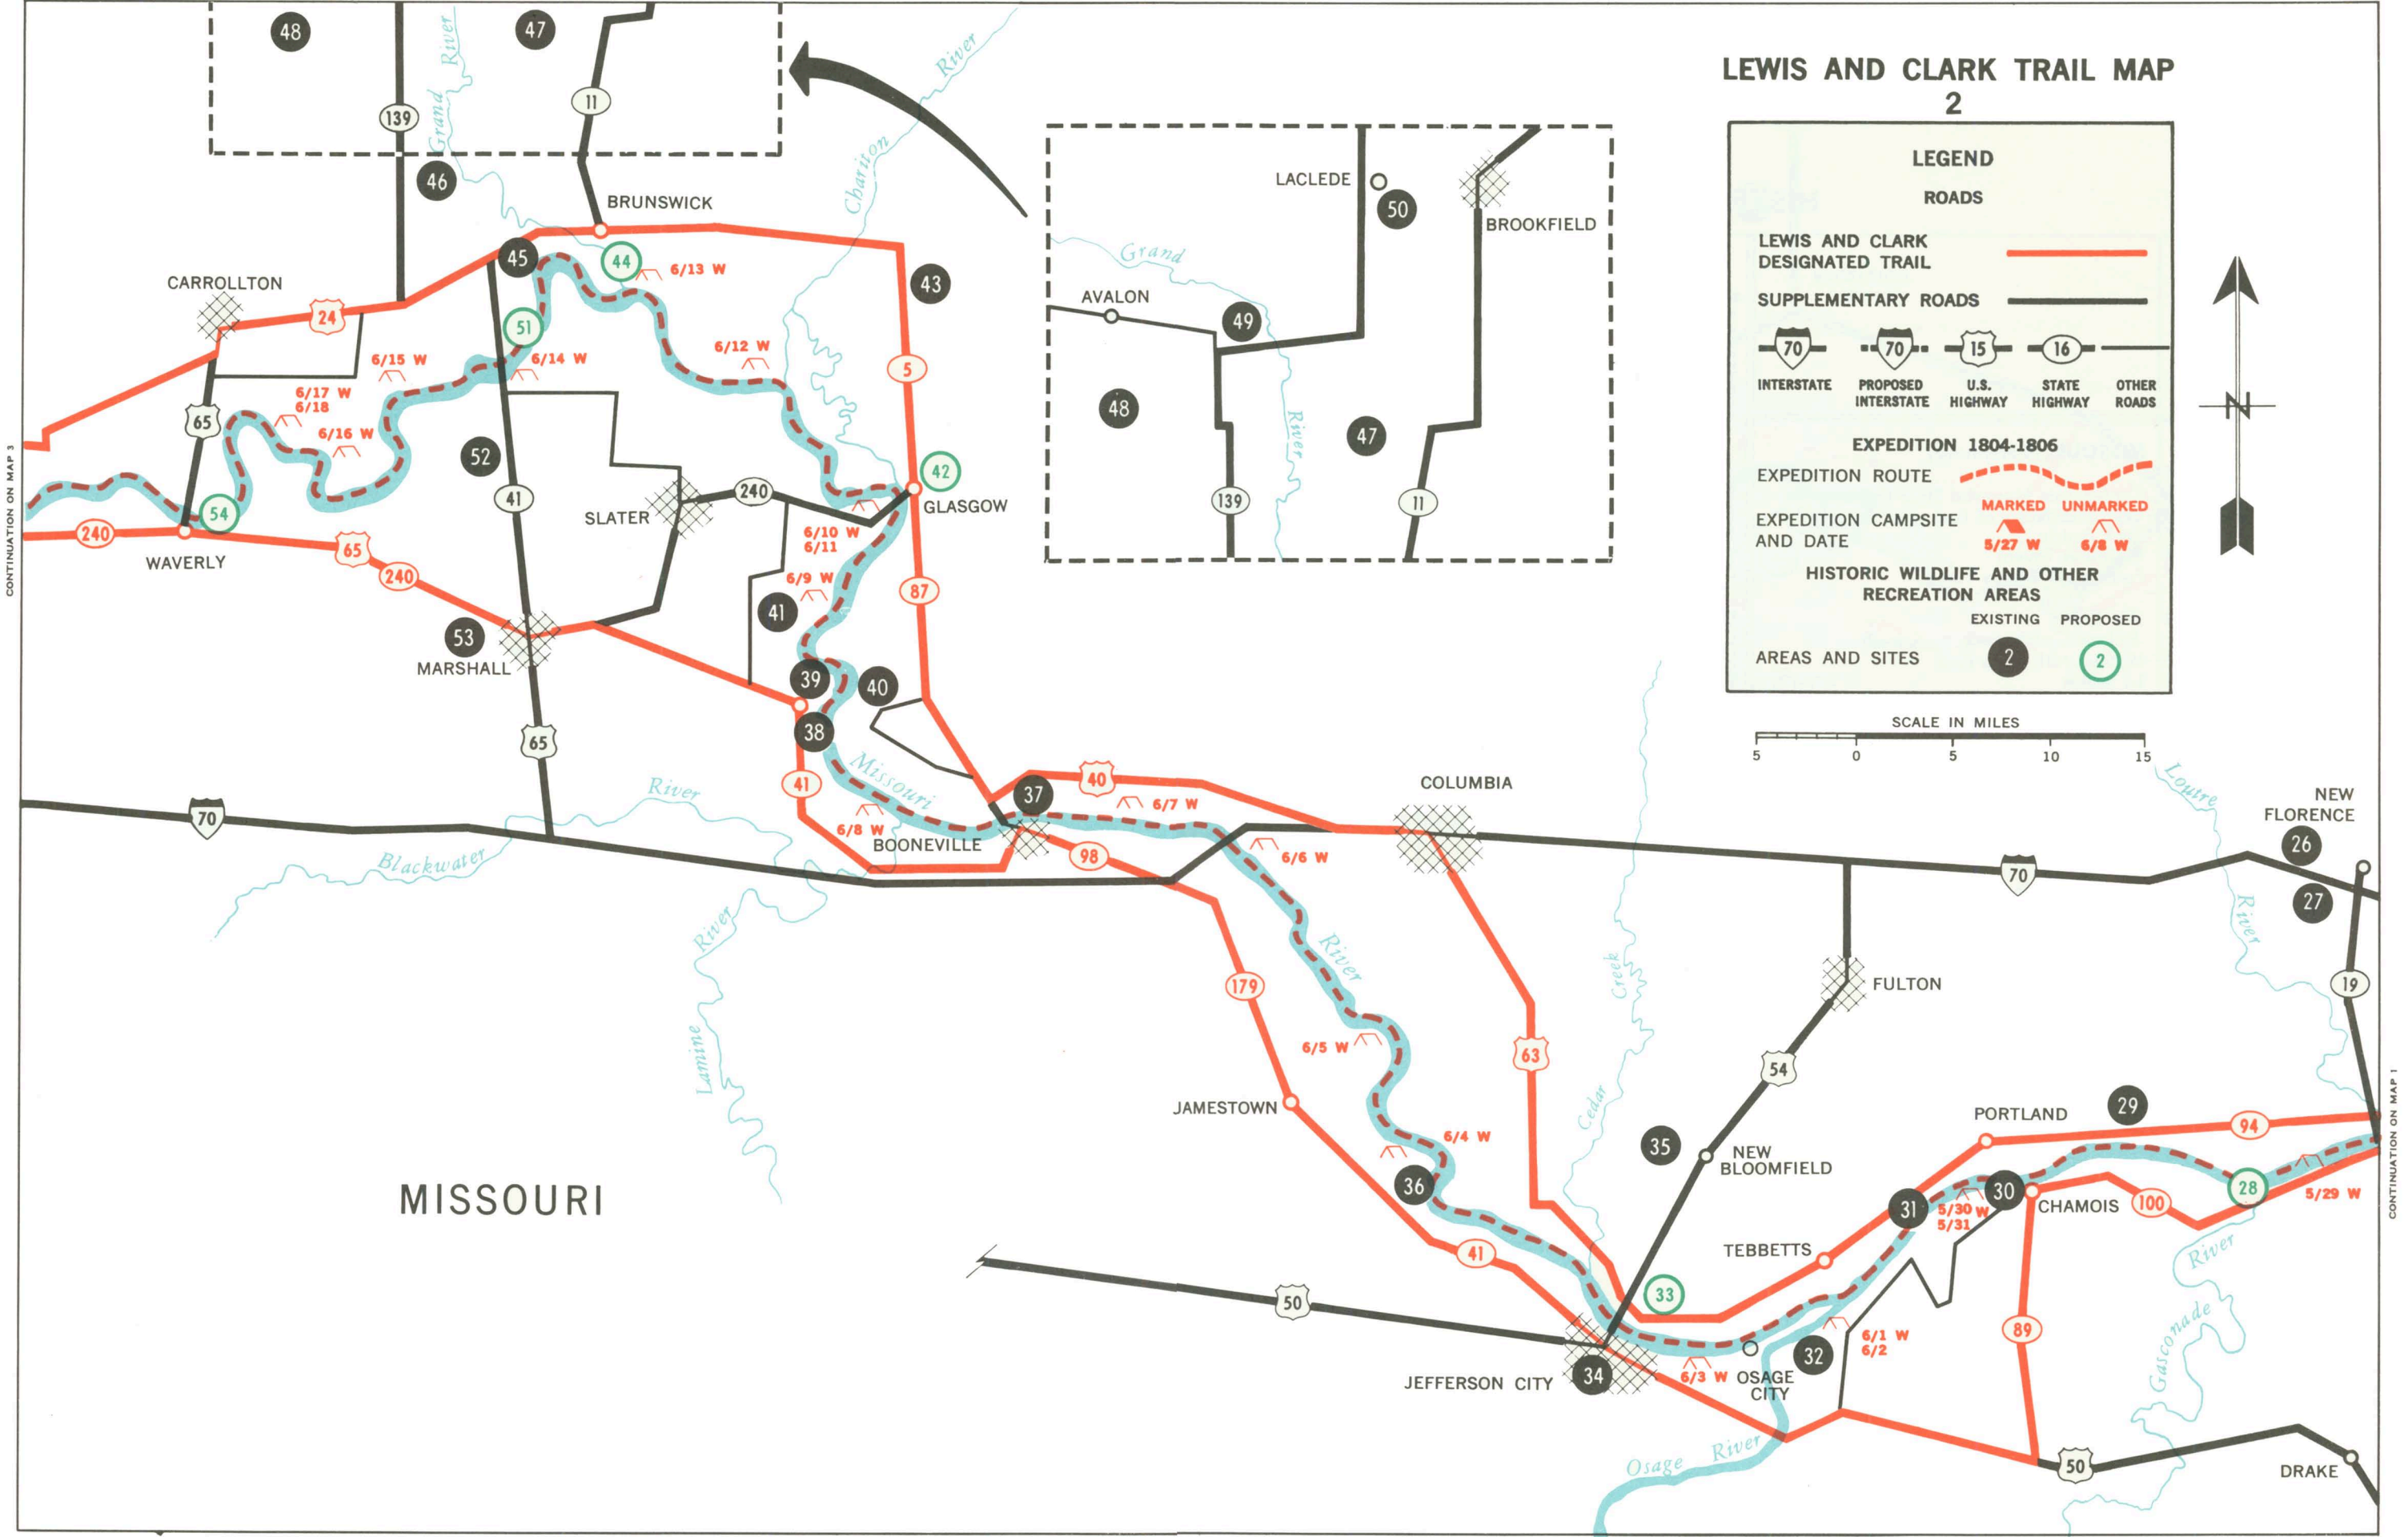 LEWIS AND CLARK TRAIL MAP
2
LEGEND
ROADS
LEWIS AND CLARK
DESIGNATED TRAIL
SUPPLEMENTARY ROADS
70
70
15
16
INTERSTATE
PROPOSED
INTERSTATE
U.S.
HIGHWAY
STATE
HIGHWAY
OTHER
ROADS
EXPEDITION 1804-1806
EXPEDITION ROUTE
MARKED UNMARKED
EXPEDITION CAMPSITE
AND DATE
5/27 W
6/8 W
HISTORIC WILDLIFE AND OTHER
RECREATION AREAS
EXISTING PROPOSED
AREAS AND SITES
2
2
SCALE IN MILES
5 0 5 10 15
N
48
47
139
11
46
Grand River
Chariton River
BRUNSWICK
45
44
6/13 W
43
CARROLLTON
24
51
6/14 W
6/15 W
6/12 W
5
6/17 W
6/18
65
6/16 W
52
41
42
GLASGOW
240
SLATER
54
WAVERLY
240
65
240
6/10 W
6/11
6/9 W
41
87
53
MARSHALL
39
40
38
65
41
Missouri
River
6/8 W
BOONEVILLE
37
40
6/7 W
98
6/6 W
COLUMBIA
70
Blackwater
River
Lamine
River
179
River
6/5 W
JAMESTOWN
6/4 W
36
63
Cedar
Creek
41
50
MISSOURI
JEFFERSON CITY
34
33
6/3 W
OSAGE
CITY
32
6/1 W
6/2
Osage River
35
NEW
BLOOMFIELD
54
FULTON
70
NEW
FLORENCE
26
27
19
Loutre
River
PORTLAND
29
94
TEBBETTS
31
30
5/30 W
5/31
CHAMOIS
100
28
5/29 W
89
Gasconade
River
50
DRAKE
LACLEDE
50
BROOKFIELD
Grand
River
AVALON
49
48
47
139
11
CONTINUATION ON MAP 3
CONTINUATION ON MAP 1